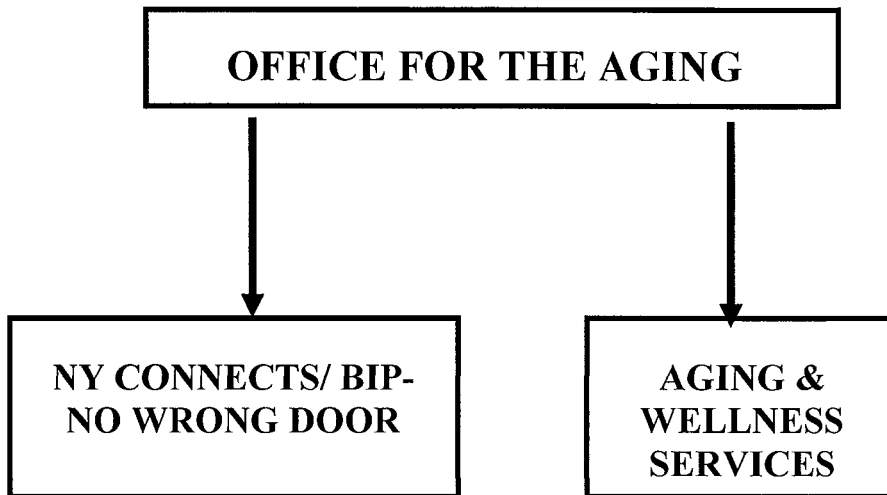 OFFICE FOR THE AGING
NY CONNECTS/ BIP-
NO WRONG DOOR
AGING &
WELLNESS
SERVICES